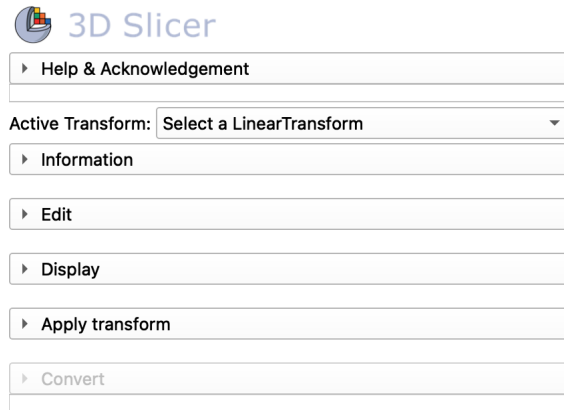 3D Slicer
Help & Acknowledgement
Active Transform: Select a LinearTransform
Information
Edit
Display
Apply transform
Convert